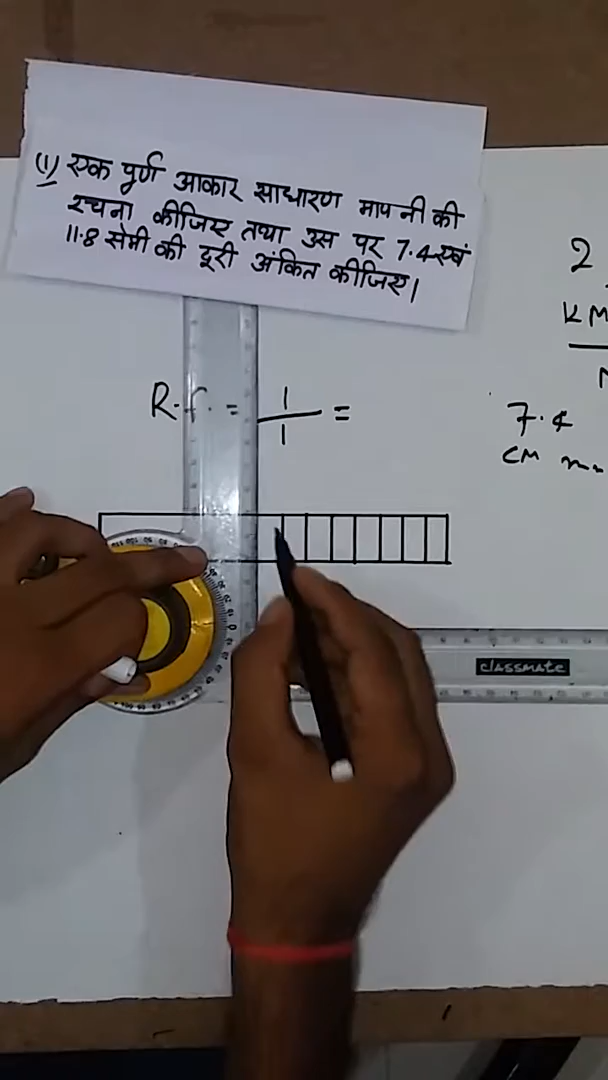 (1) एक पूर्ण आकार साधारण मापनी की
रचना कीजिए तथा उस पर 7.4 एवं
11.8 सेमी की दूरी अंकित कीजिए।
2
KM
R.f. = 1/1 =
7.4
CM
classmate